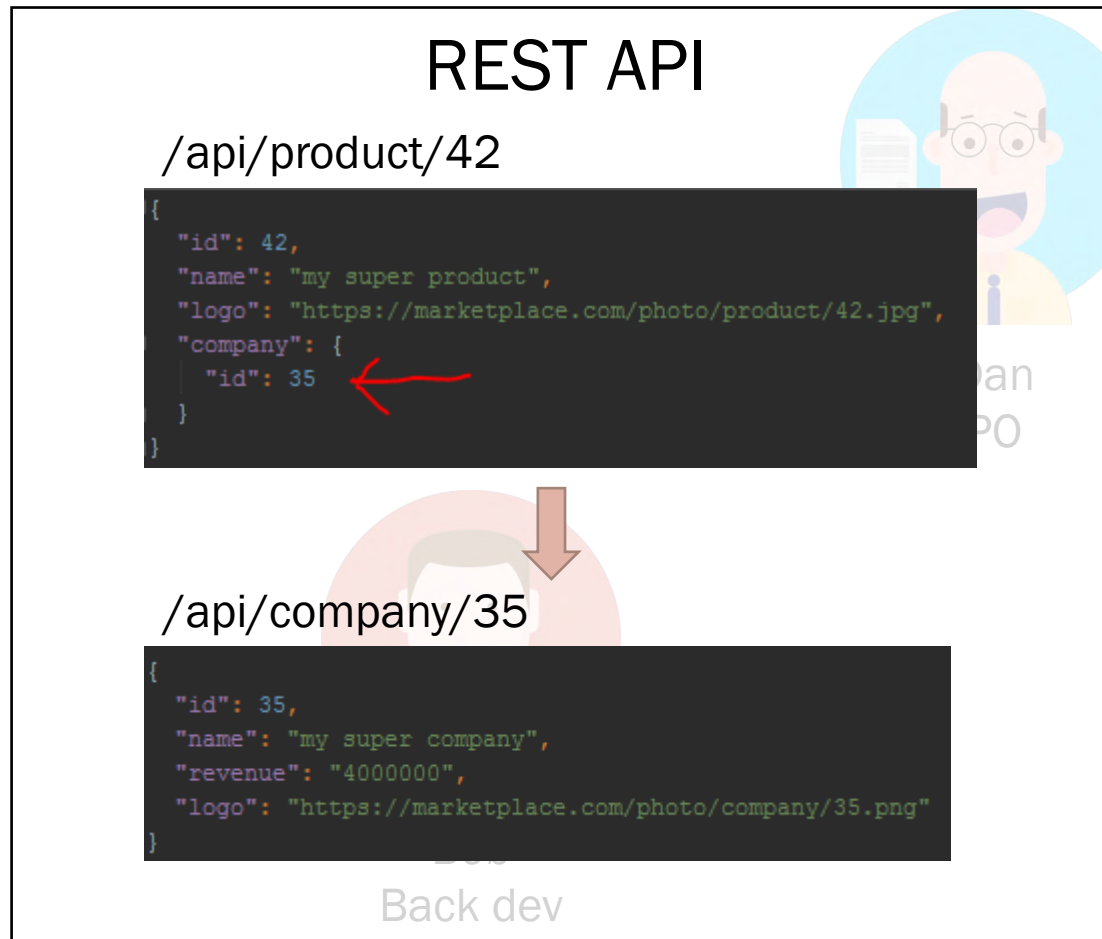 REST API
/api/product/42
{
"id": 42,
"name": "my super product",
"logo": "https://marketplace.com/photo/product/42.jpg",
"company": {
"id": 35
}
}
PO
/api/company/35
{
"id": 35,
"name": "my super company",
"revenue": "4000000",
"logo": "https://marketplace.com/photo/company/35.png"
}
Back dev